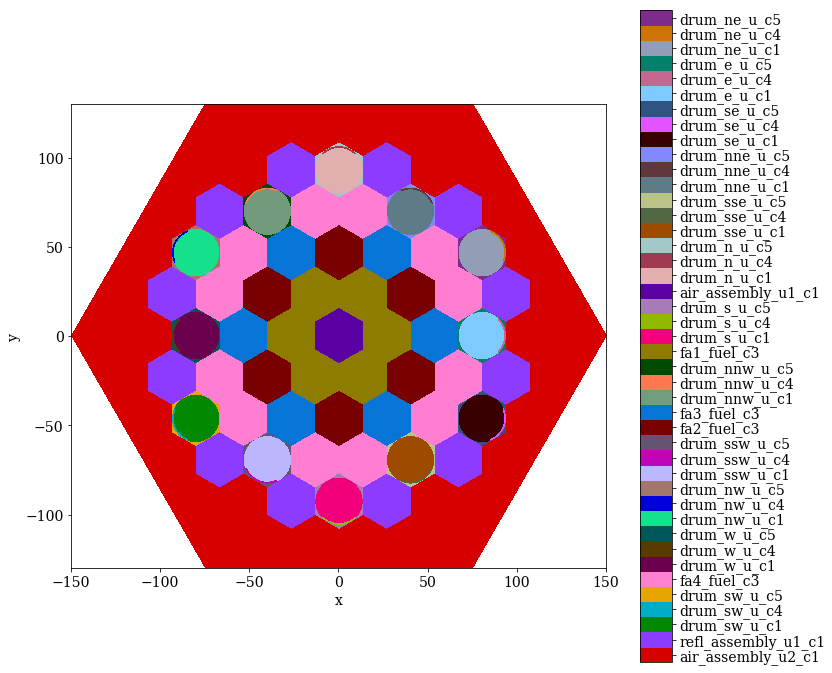 drum_ne_u_c5
drum_ne_u_c4
drum_ne_u_c1
drum_e_u_c5
drum_e_u_c4
drum_e_u_c1
drum_se_u_c5
drum_se_u_c4
drum_se_u_c1
drum_nne_u_c5
drum_nne_u_c4
drum_nne_u_c1
drum_sse_u_c5
drum_sse_u_c4
drum_sse_u_c1
drum_n_u_c5
drum_n_u_c4
drum_n_u_c1
air_assembly_u1_c1
drum_s_u_c5
drum_s_u_c4
drum_s_u_c1
fa1_fuel_c3
drum_nnw_u_c5
drum_nnw_u_c4
drum_nnw_u_c1
fa3_fuel_c3
fa2_fuel_c3
drum_ssw_u_c5
drum_ssw_u_c4
drum_ssw_u_c1
drum_nw_u_c5
drum_nw_u_c4
drum_nw_u_c1
drum_w_u_c5
drum_w_u_c4
drum_w_u_c1
fa4_fuel_c3
drum_sw_u_c5
drum_sw_u_c4
drum_sw_u_c1
refl_assembly_u1_c1
air_assembly_u2_c1
100
50
0
−50
−100
y
−150
−100
−50
0
50
100
150
x